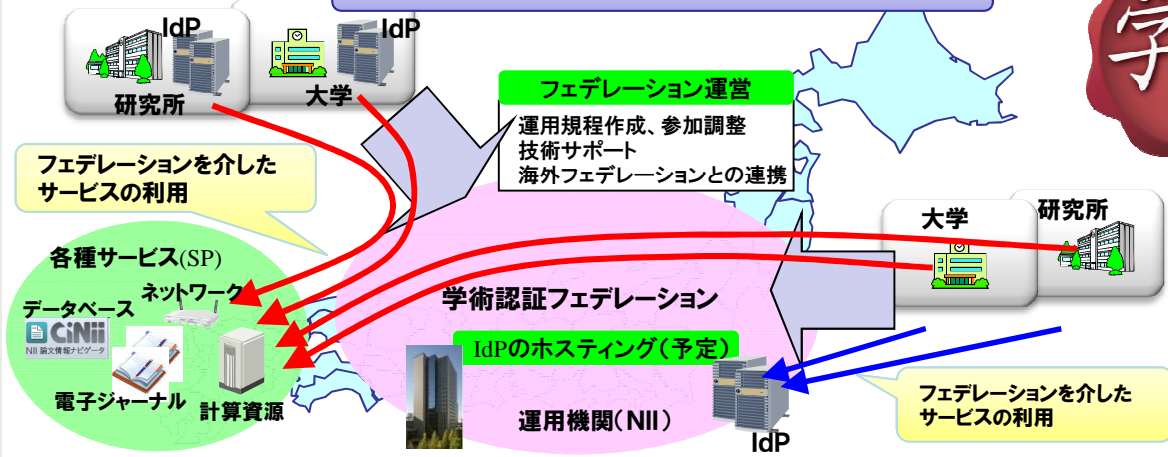 IdP
IdP
研究所
大学
フェデレーション運営
運用規程作成、参加調整
技術サポート
海外フェデレーションとの連携
学
フェデレーションを介した
サービスの利用
大学
研究所
各種サービス(SP)
ネットワーク
データベース
CiNii
NII 論文情報ナビゲータ
電子ジャーナル
計算資源
学術認証フェデレーション
IdPのホスティング(予定)
運用機関(NII)
IdP
フェデレーションを介した
サービスの利用